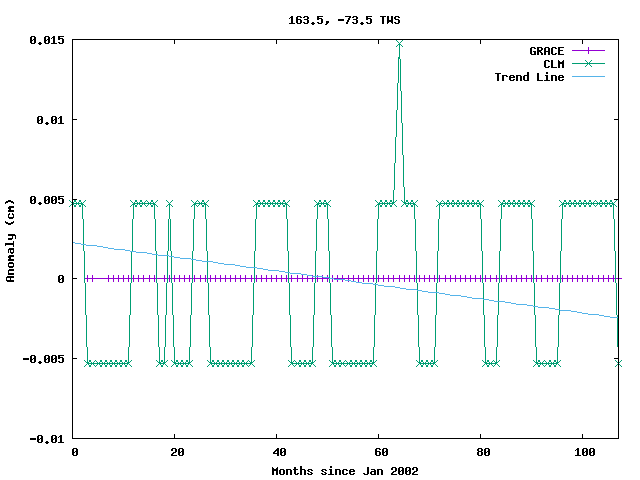 163.5, -73.5 TWS
0.015
GRACE
CLM
Trend Line
0.01
0.005
0
-0.005
-0.01
Anomaly (cm)
0 20 40 60 80 100
Months since Jan 2002